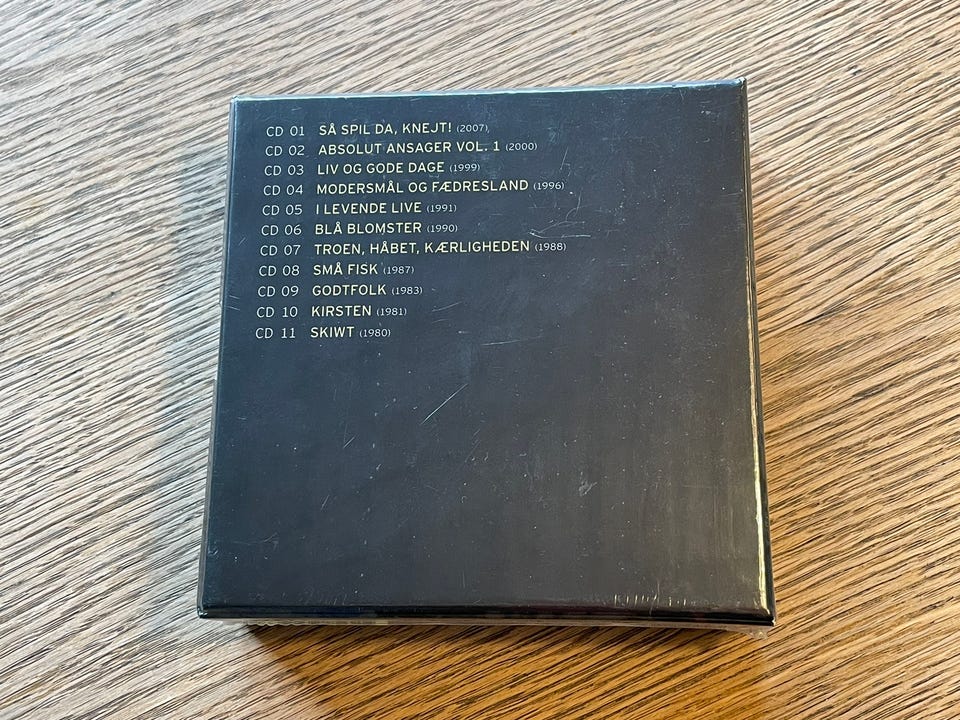 CD 01 SÅ SPIL DA, KNEJT! (2007)
CD 02 ABSOLUT ANSAGER VOL. 1 (2000)
CD 03 LIV OG GODE DAGE (1999)
CD 04 MODERSMÅL OG FÆDRESLAND (1996)
CD 05 I LEVENDE LIVE (1991)
CD 06 BLÅ BLOMSTER (1990)
CD 07 TROEN, HÅBET, KÆRLIGHEDEN (1988)
CD 08 SMÅ FISK (1987)
CD 09 GODTFOLK (1983)
CD 10 KIRSTEN (1981)
CD 11 SKIWT (1980)